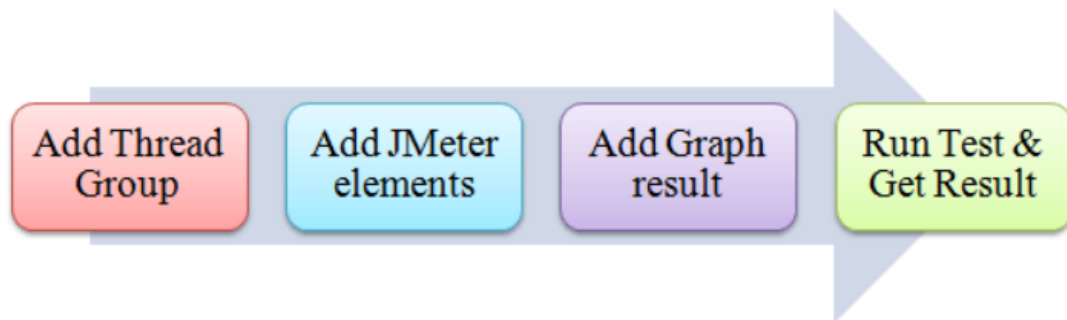 Add Thread
Group
Add JMeter
elements
Add Graph
result
Run Test &
Get Result